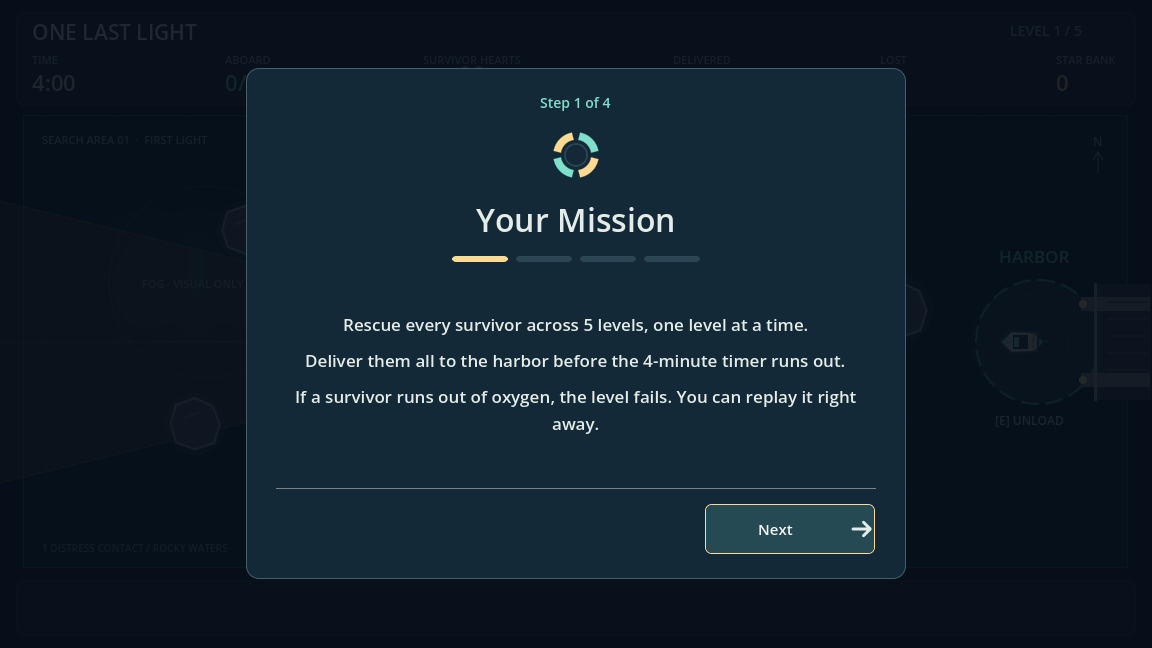 ONE LAST LIGHT
LEVEL 1 / 5
TIME
ABOARD
SURVIVOR HEARTS
DELIVERED
LOST
STAR BANK
4:00
0/
0
Step 1 of 4
SEARCH AREA 01 · FIRST LIGHT
N
Your Mission
HARBOR
FOG - VISUAL ONLY
Rescue every survivor across 5 levels, one level at a time.
Deliver them all to the harbor before the 4-minute timer runs out.
If a survivor runs out of oxygen, the level fails. You can replay it right
away.
[E] UNLOAD
Next
1 DISTRESS CONTACT / ROCKY WATERS